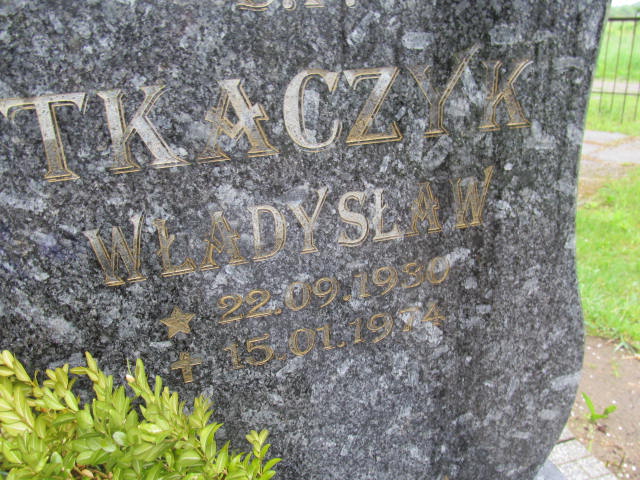 Ś.P.
TKACZYK
WŁADYSŁAW
22.09.1930
15.01.1974